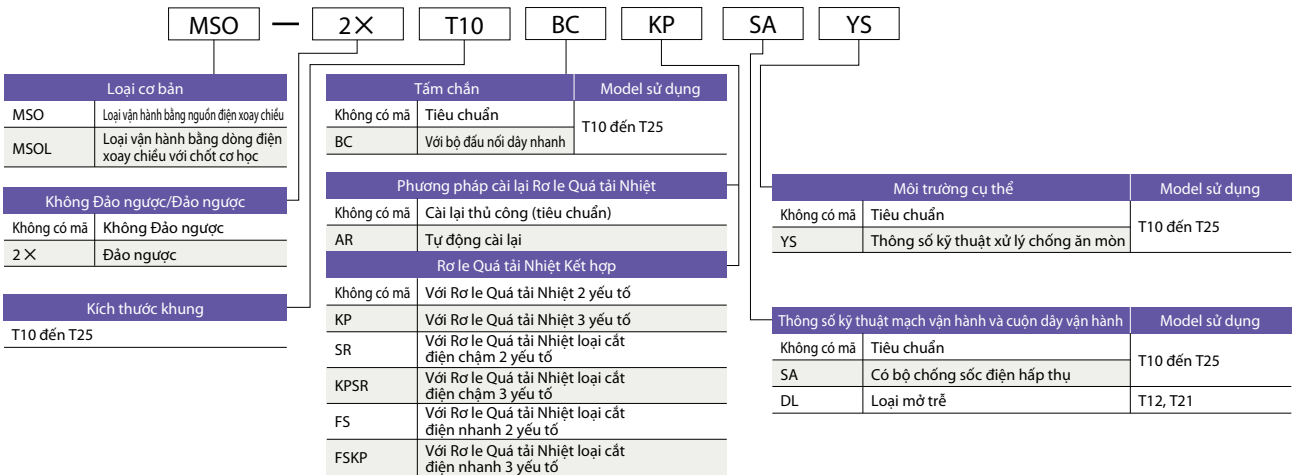 MSO — 2× T10 BC KP SA YS
Loại cơ bản
MSO Loại vận hành bằng nguồn điện xoay chiều
MSOL Loại vận hành bằng dòng điện
xoay chiều với chốt cơ học
Không Đảo ngược/Đảo ngược
Không có mã Không Đảo ngược
2× Đảo ngược
Kích thước khung
T10 đến T25
Tấm chắn Model sử dụng
Không có mã Tiêu chuẩn
T10 đến T25
BC Với bộ đấu nối dây nhanh
Phương pháp cài lại Rơ le Quá tải Nhiệt
Không có mã Cài lại thủ công (tiêu chuẩn)
AR Tự động cài lại
Rơ le Quá tải Nhiệt Kết hợp
Không có mã Với Rơ le Quá tải Nhiệt 2 yếu tố
KP Với Rơ le Quá tải Nhiệt 3 yếu tố
SR Với Rơ le Quá tải Nhiệt loại cắt
điện chậm 2 yếu tố
KPSR Với Rơ le Quá tải Nhiệt loại cắt
điện chậm 3 yếu tố
FS Với Rơ le Quá tải Nhiệt loại cắt
điện nhanh 2 yếu tố
FSKP Với Rơ le Quá tải Nhiệt loại cắt
điện nhanh 3 yếu tố
Môi trường cụ thể Model sử dụng
Không có mã Tiêu chuẩn
T10 đến T25
YS Thông số kỹ thuật xử lý chống ăn mòn
Thông số kỹ thuật mạch vận hành và cuộn dây vận hành Model sử dụng
Không có mã Tiêu chuẩn
T10 đến T25
SA Có bộ chống sốc điện hấp thụ
DL Loại mở trễ T12, T21